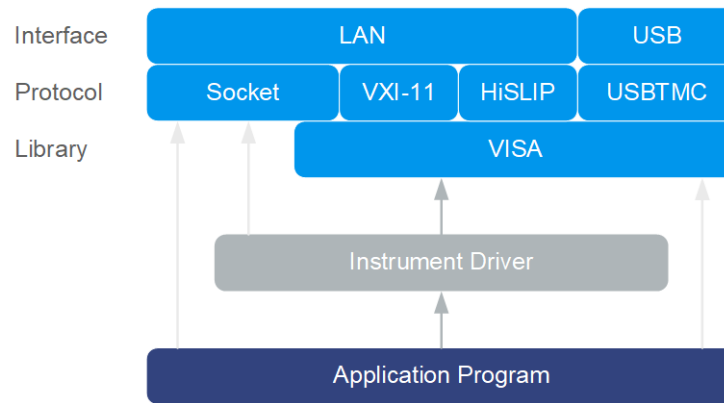 Interface LAN USB
Protocol Socket VXI-11 HiSLIP USBTMC
Library VISA
Instrument Driver
Application Program